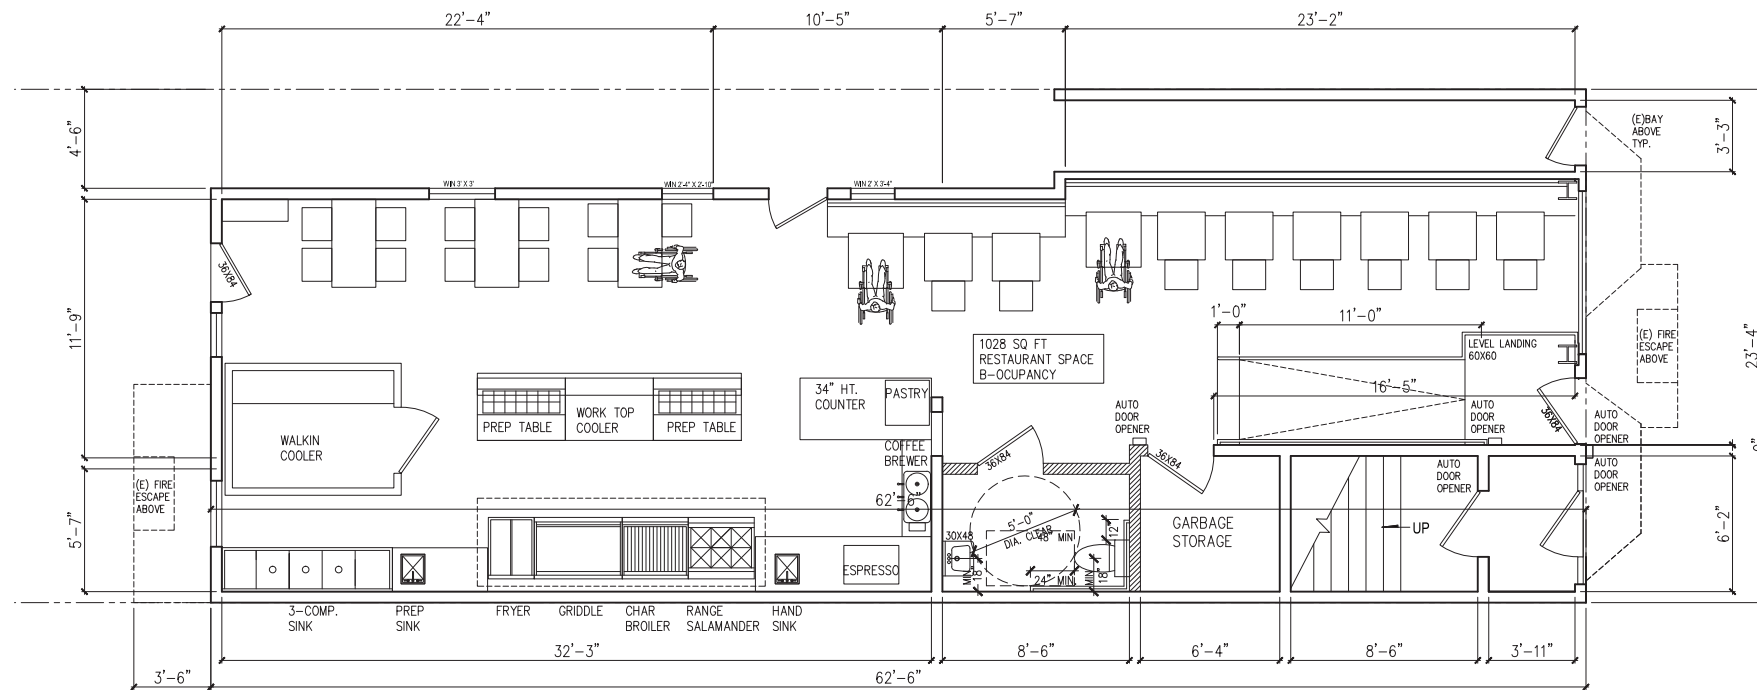 22'-4"
10'-5"
5'-7"
23'-2"
4'-6"
3'-3"
(E)BAY
ABOVE
TYP.
WIN 3' X 3'
WIN 2'-4" X 2'-10"
WIN 2' X 3'-4"
36X84
11'-9"
1'-0"
11'-0"
1028 SQ FT
RESTAURANT SPACE
B-OCUPANCY
LEVEL LANDING
60X60
(E) FIRE
ESCAPE
ABOVE
23'-4"
16'-5"
34" HT.
COUNTER
PASTRY
AUTO
DOOR
OPENER
AUTO
DOOR
OPENER
36X84
AUTO
DOOR
OPENER
WORK TOP
COOLER
PREP TABLE
PREP TABLE
WALKIN
COOLER
COFFEE
BREWER
36X84
36X84
AUTO
DOOR
OPENER
AUTO
DOOR
OPENER
(E) FIRE
ESCAPE
ABOVE
62'-6"
5'-7"
5'-0"
DIA. CLEAR
48" MIN
12"
30X48
GARBAGE
STORAGE
UP
6'-2"
ESPRESSO
18"
MIN
24" MIN
MIN
18"
3-COMP.
SINK
PREP
SINK
FRYER
GRIDDLE
CHAR
BROILER
RANGE
SALAMANDER
HAND
SINK
32'-3"
8'-6"
6'-4"
8'-6"
3'-11"
3'-6"
62'-6"